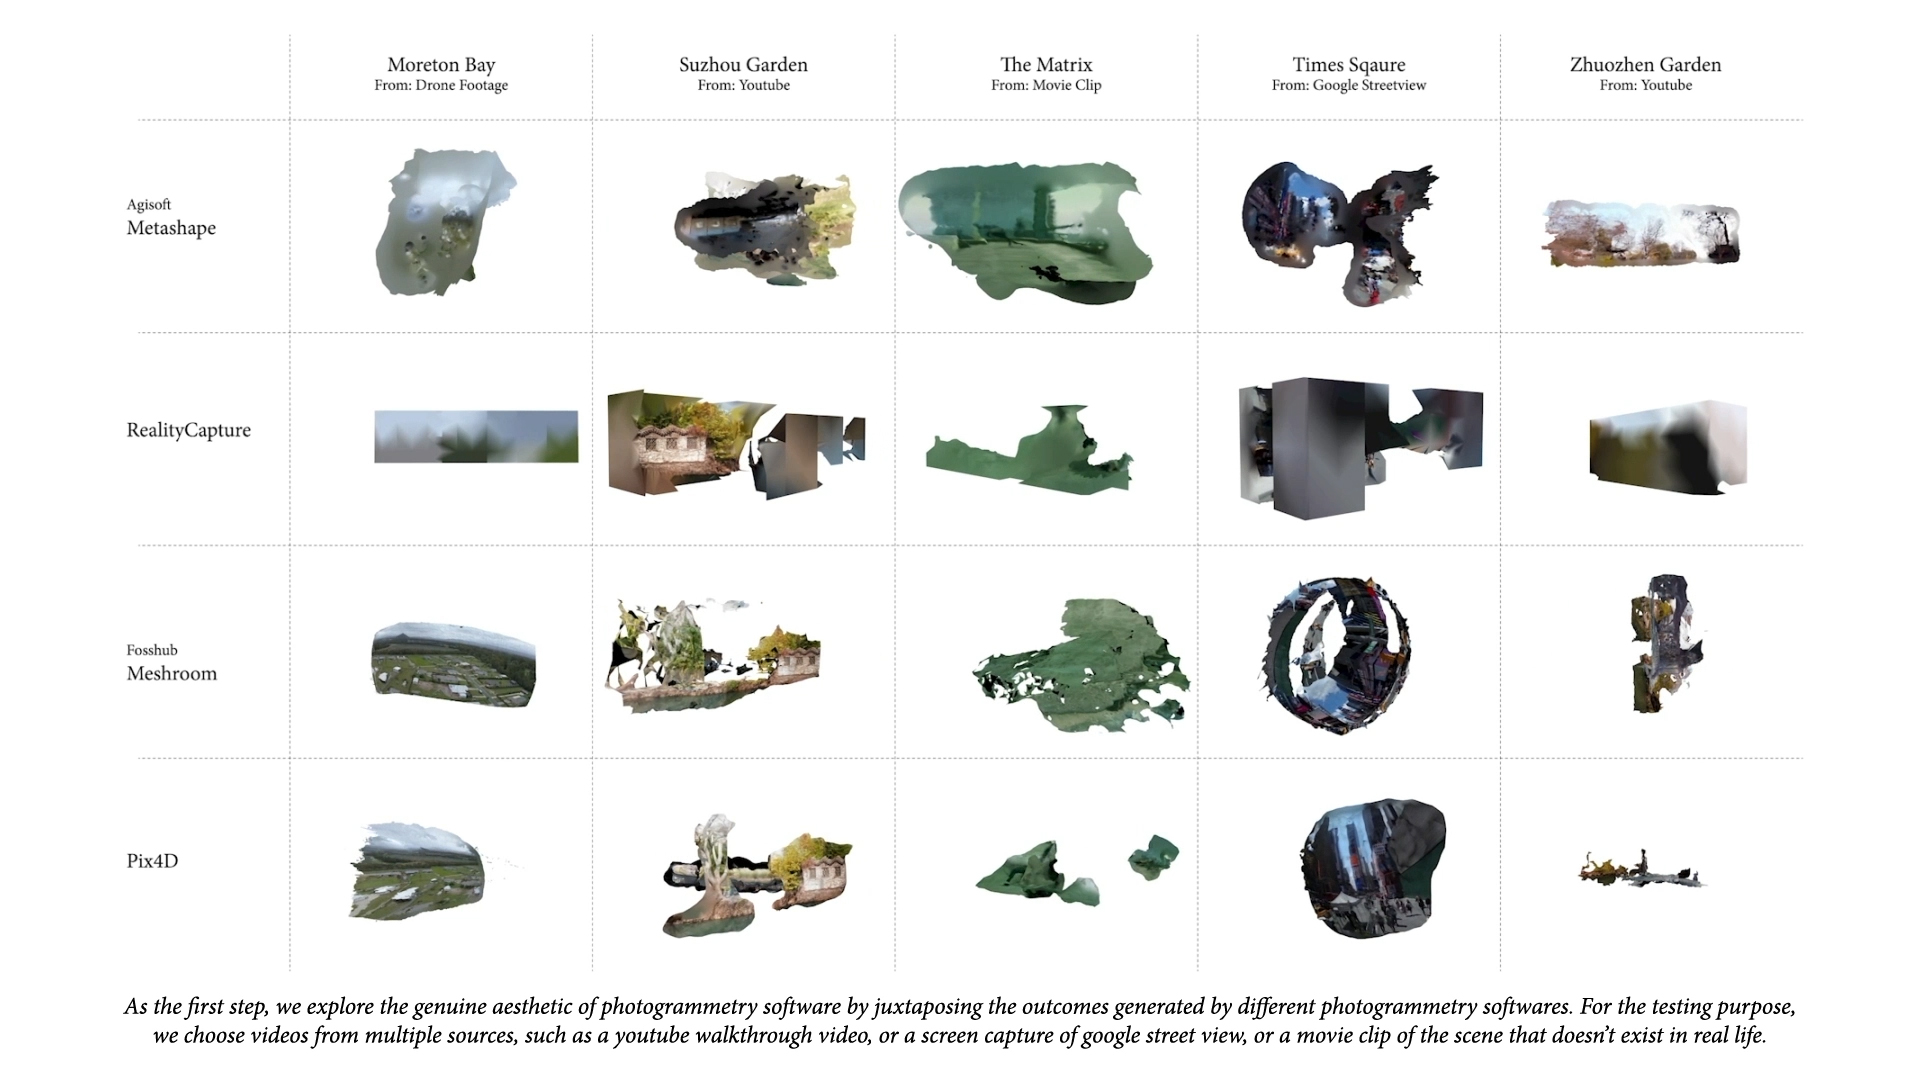 Moreton Bay
From: Drone Footage
Suzhou Garden
From: Youtube
The Matrix
From: Movie Clip
Times Sqaure
From: Google Streetview
Zhuozhen Garden
From: Youtube
Agisoft
Metashape
RealityCapture
Fosshub
Meshroom
Pix4D
As the first step, we explore the genuine aesthetic of photogrammetry software by juxtaposing the outcomes generated by different photogrammetry softwares. For the testing purpose,
we choose videos from multiple sources, such as a youtube walkthrough video, or a screen capture of google street view, or a movie clip of the scene that doesn’t exist in real life.